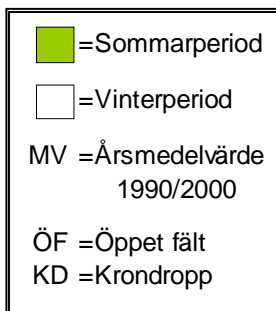 =Sommarperiod
=Vinterperiod
MV =Årsmedelvärde
1990/2000
ÖF =Öppet fält
KD =Krondropp